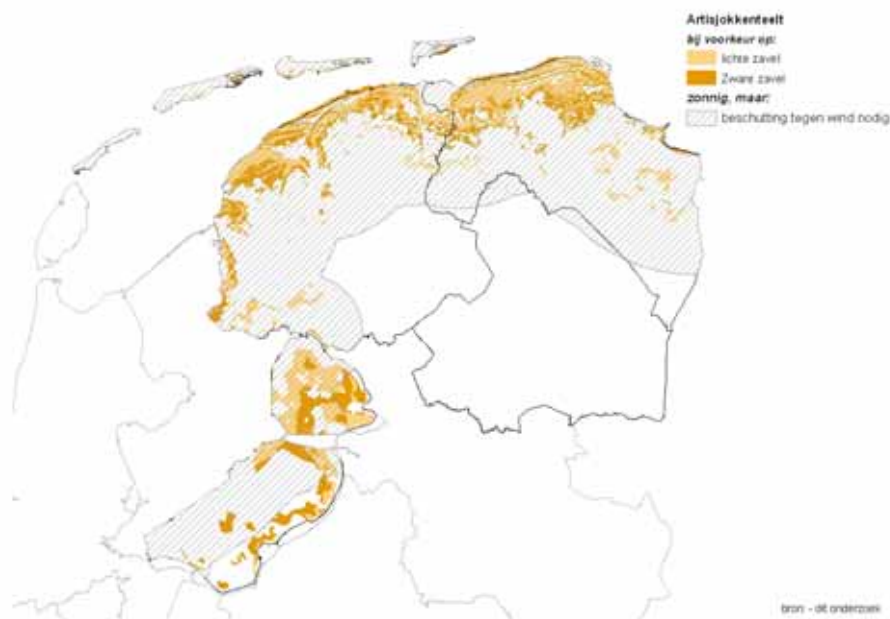 Artisjokkenteelt
bij voorkeur op:
lichte zavel
Zware zavel
zonnig, maar:
beschutting tegen wind nodig
bron: - dit onderzoek